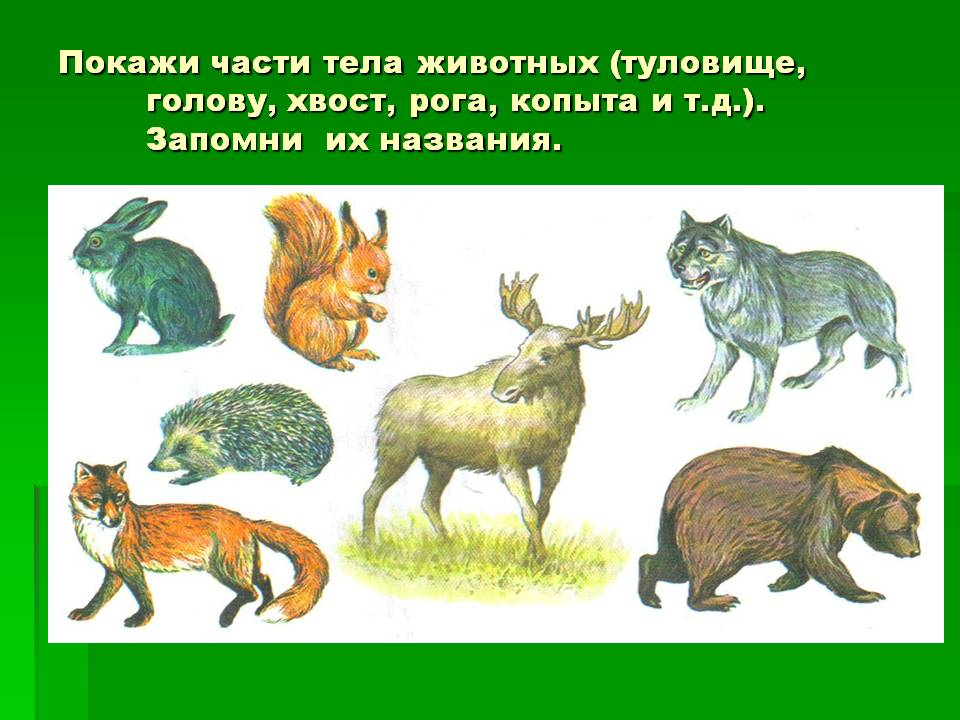 Покажи части тела животных (туловище,
голову, хвост, рога, копыта и т.д.).
Запомни их названия.